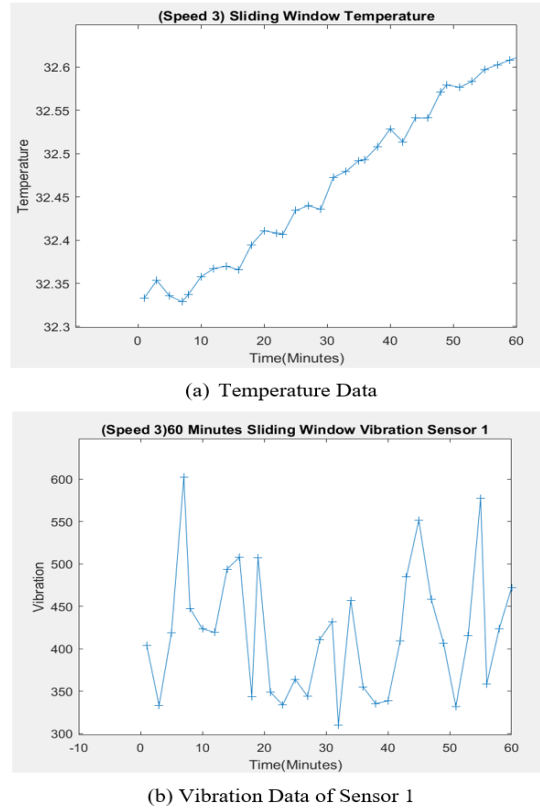 (Speed 3) Sliding Window Temperature
32.6
32.55
32.5
32.45
32.4
32.35
32.3
Temperature
0 10 20 30 40 50 60
Time(Minutes)
(a) Temperature Data
(Speed 3)60 Minutes Sliding Window Vibration Sensor 1
600
550
500
450
400
350
300
Vibration
-10 0 10 20 30 40 50 60
Time(Minutes)
(b) Vibration Data of Sensor 1